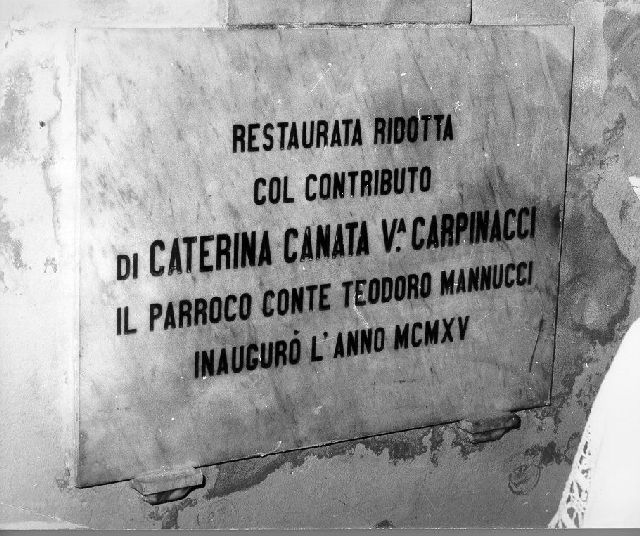 RESTAURATA RIDOTTA
COL CONTRIBUTO
DI CATERINA CANATA Vª. CARPINACCI
IL PARROCO CONTE TEODORO MANNUCCI
INAUGURÒ L'ANNO MCMXV